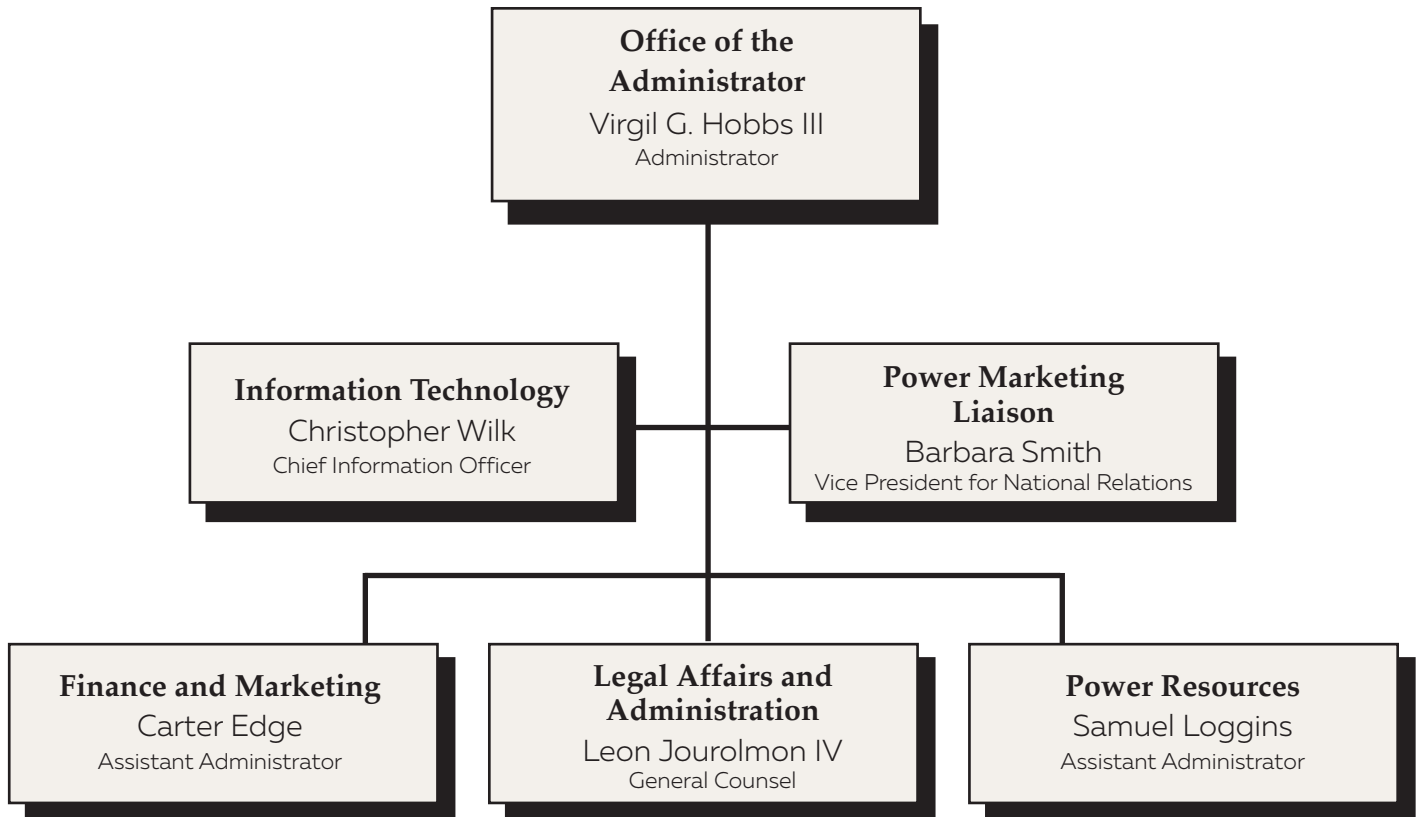 Office of the
Administrator
Virgil G. Hobbs III
Administrator
Information Technology
Christopher Wilk
Chief Information Officer
Power Marketing
Liaison
Barbara Smith
Vice President for National Relations
Finance and Marketing
Carter Edge
Assistant Administrator
Legal Affairs and
Administration
Leon Jourolmon IV
General Counsel
Power Resources
Samuel Loggins
Assistant Administrator